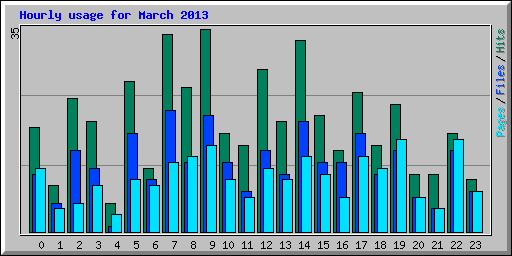 Hourly usage for March 2013
35
Pages/Files/Hits
0 1 2 3 4 5 6 7 8 9 10 11 12 13 14 15 16 17 18 19 20 21 22 23